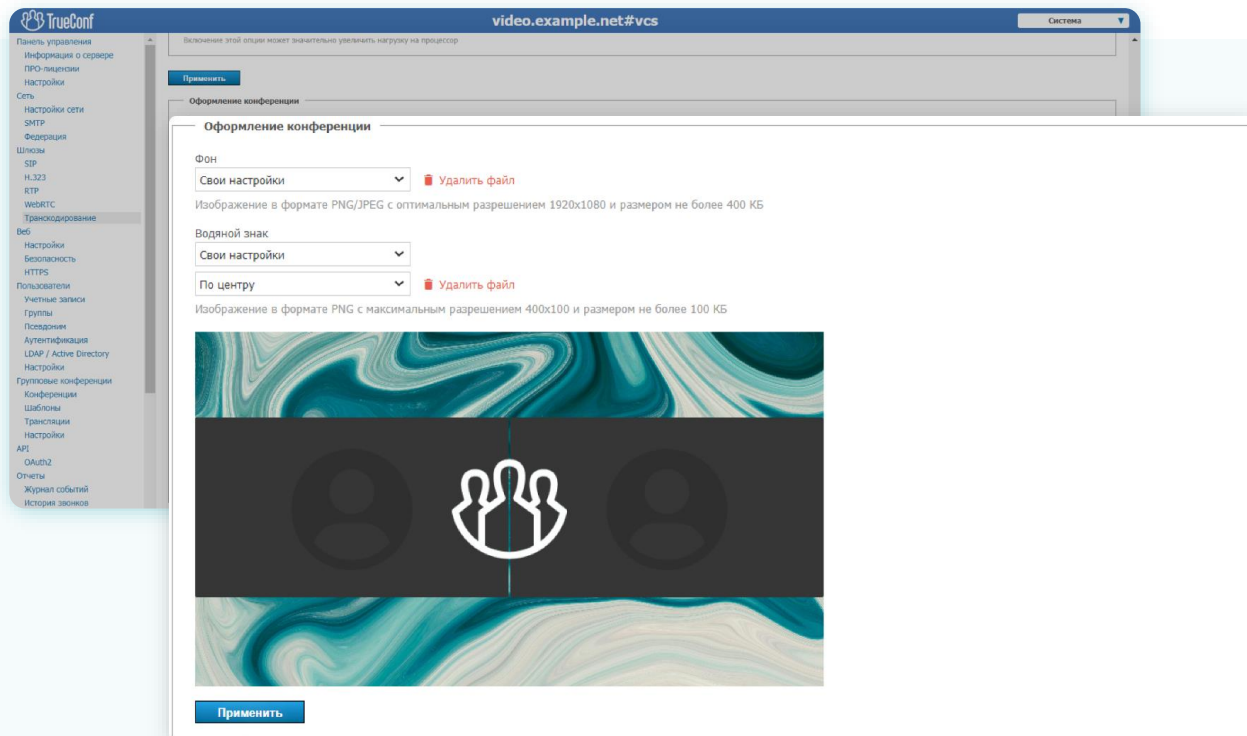 TrueConf
video.example.net#vcs
Система
Панель управления
Информация о сервере
ПРО-лицензии
Настройки
Сеть
Настройки сети
SMTP
Федерация
Шлюзы
SIP
H.323
RTP
WebRTC
Транскодирование
Веб
Настройки
Безопасность
HTTPS
Пользователи
Учетные записи
Группы
Псевдоним
Аутентификация
LDAP / Active Directory
Настройки
Групповые конференции
Конференции
Шаблоны
Трансляции
Настройки
API
OAuth2
Отчеты
Журнал событий
История звонков
Включение этой опции может значительно увеличить нагрузку на процессор
Применить
Оформление конференции
Оформление конференции
Фон
Свои настройки
Удалить файл
Изображение в формате PNG/JPEG с оптимальным разрешением 1920x1080 и размером не более 400 КБ
Водяной знак
Свои настройки
По центру
Удалить файл
Изображение в формате PNG с максимальным разрешением 400x100 и размером не более 100 КБ
Применить